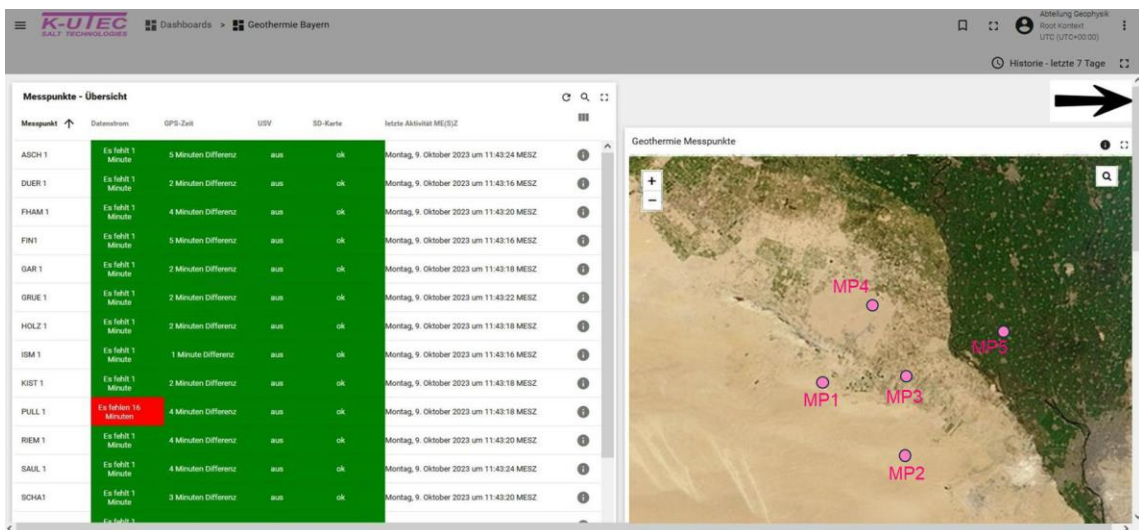 K-UTEC
SALT TECHNOLOGIES
Dashboards > Geothermie Bayern
Abteilung Geophysik
Root Kontext
UTC (UTC+00:00)
Historie - letzte 7 Tage
Messpunkte - Übersicht
Messpunkt Datenstrom GPS-Zeit USV SD-Karte letzte Aktivität ME(S)Z
ASCH 1 Es fehlt 1 Minute 5 Minuten Differenz aus ok Montag, 9. Oktober 2023 um 11:43:24 MESZ
DUER 1 Es fehlt 1 Minute 2 Minuten Differenz aus ok Montag, 9. Oktober 2023 um 11:43:16 MESZ
FHAM 1 Es fehlt 1 Minute 4 Minuten Differenz aus ok Montag, 9. Oktober 2023 um 11:43:20 MESZ
FIN1 Es fehlt 1 Minute 5 Minuten Differenz aus ok Montag, 9. Oktober 2023 um 11:43:16 MESZ
GAR 1 Es fehlt 1 Minute 2 Minuten Differenz aus ok Montag, 9. Oktober 2023 um 11:43:18 MESZ
GRUE 1 Es fehlt 1 Minute 2 Minuten Differenz aus ok Montag, 9. Oktober 2023 um 11:43:22 MESZ
HOLZ 1 Es fehlt 1 Minute 2 Minuten Differenz aus ok Montag, 9. Oktober 2023 um 11:43:18 MESZ
ISM 1 Es fehlt 1 Minute 1 Minute Differenz aus ok Montag, 9. Oktober 2023 um 11:43:16 MESZ
KIST 1 Es fehlt 1 Minute 2 Minuten Differenz aus ok Montag, 9. Oktober 2023 um 11:43:18 MESZ
PULL 1 Es fehlen 16 Minuten 4 Minuten Differenz aus ok Montag, 9. Oktober 2023 um 11:43:18 MESZ
RIEM 1 Es fehlt 1 Minute 4 Minuten Differenz aus ok Montag, 9. Oktober 2023 um 11:43:20 MESZ
SAUL 1 Es fehlt 1 Minute 4 Minuten Differenz aus ok Montag, 9. Oktober 2023 um 11:43:24 MESZ
SCHA1 Es fehlt 1 Minute 3 Minuten Differenz aus ok Montag, 9. Oktober 2023 um 11:43:20 MESZ
Es fehlt 1
Geothermie Messpunkte
+
−
MP4
MP5
MP1
MP3
MP2